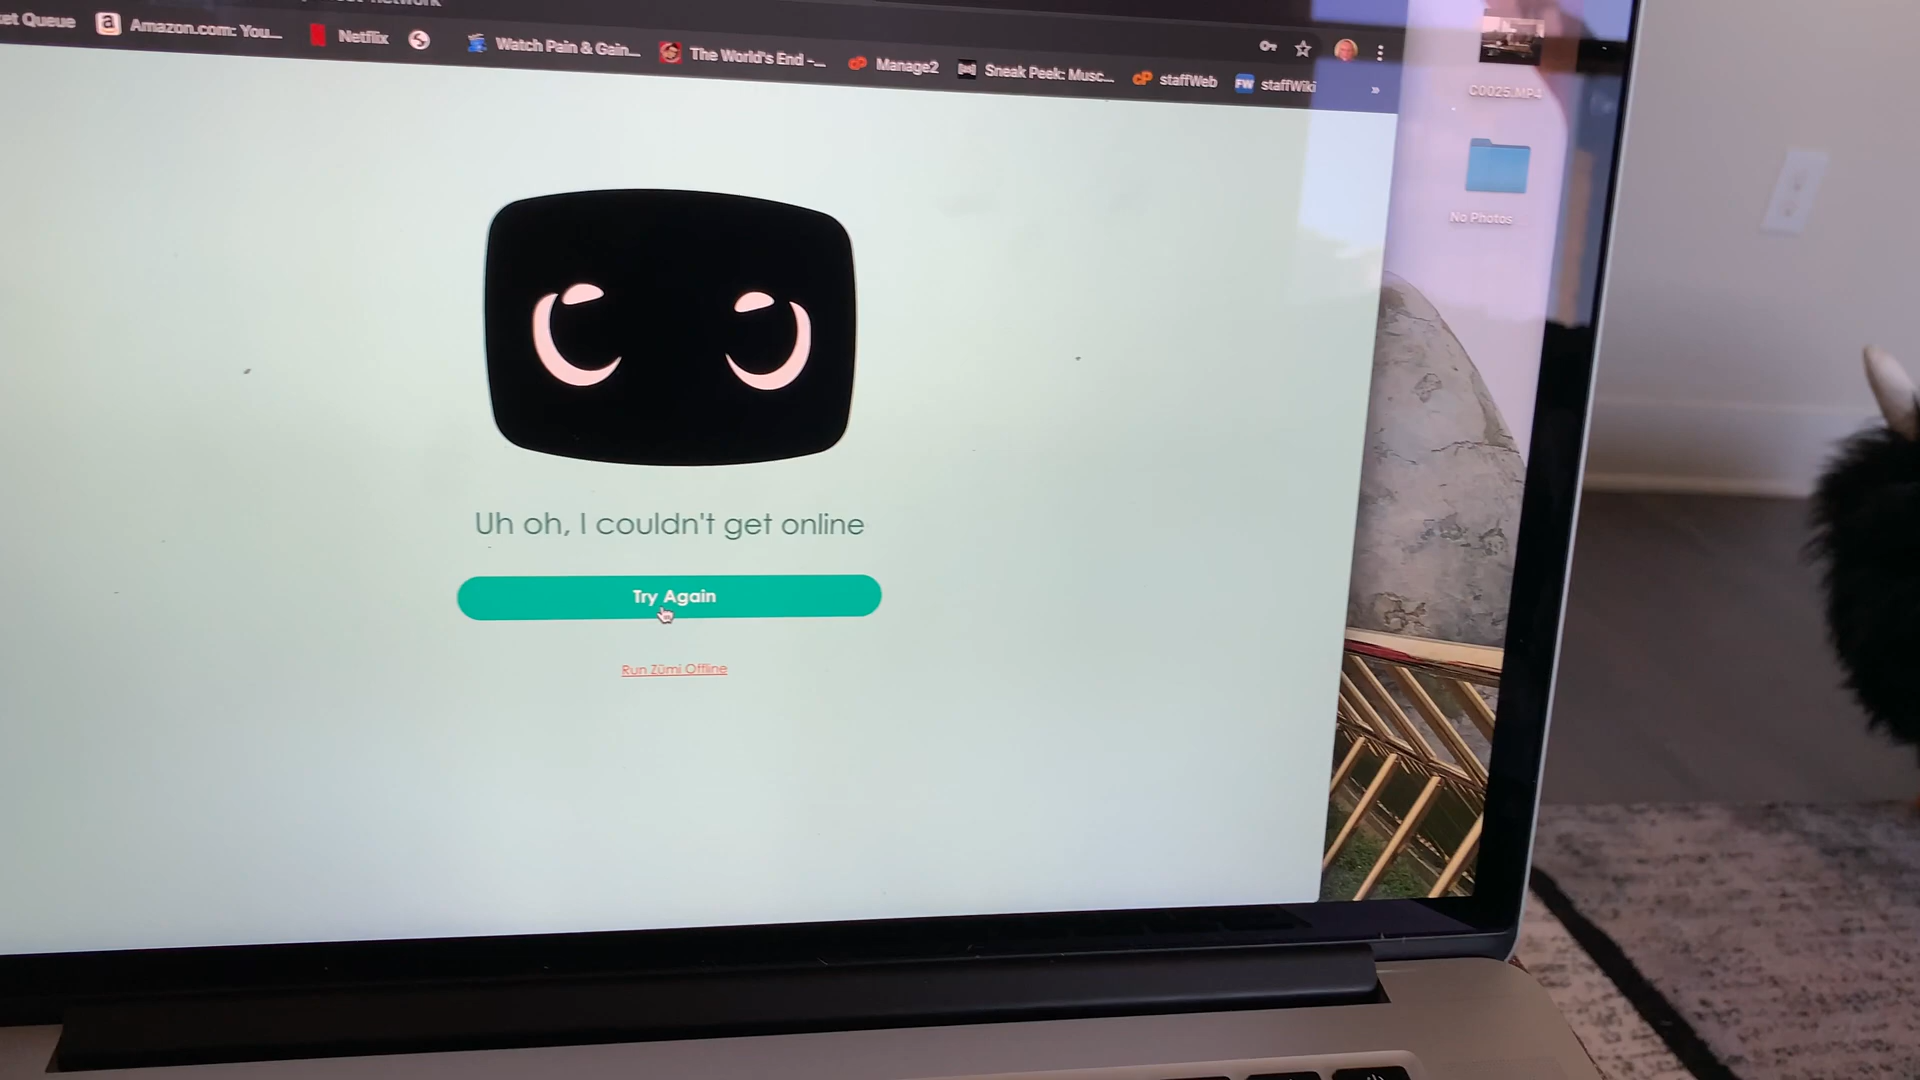 et Queue
Amazon.com: You...
Netflix
Watch Pain & Gain...
The World's End -...
Manage2
Sneak Peek: Musc...
staffWeb
FW
staffWiki
»
C0025.MP4
No Photos
Uh oh, I couldn't get online
Try Again
Run Zümi Offline